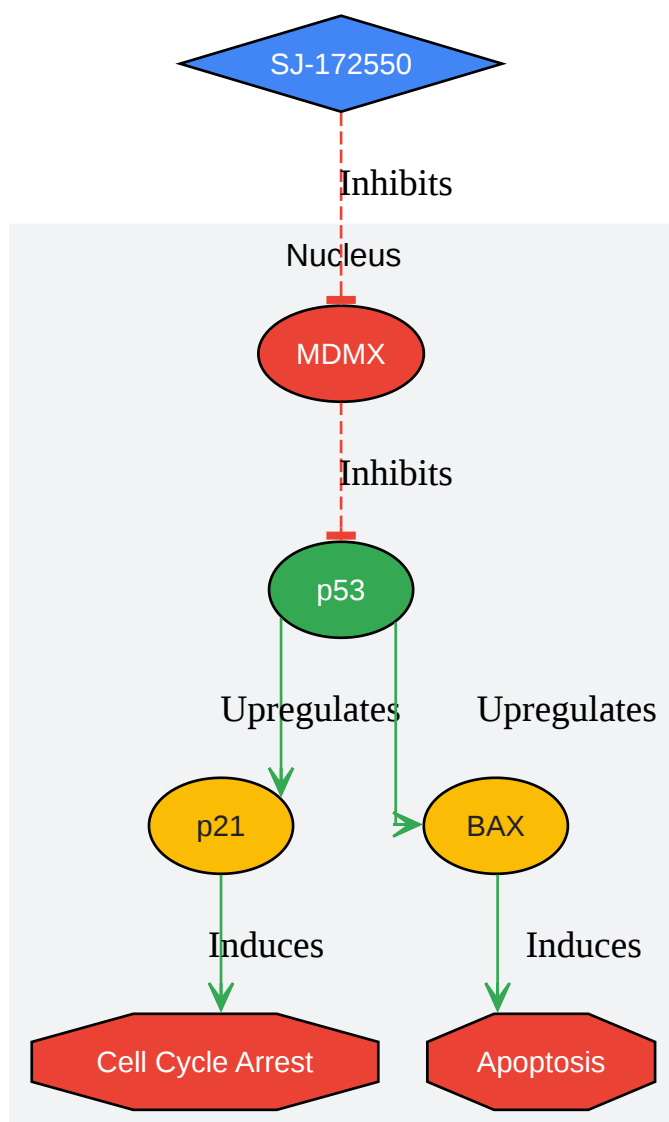 SJ-172550
Inhibits
Nucleus
MDMX
Inhibits
p53
Upregulates
Upregulates
p21
BAX
Induces
Induces
Cell Cycle Arrest
Apoptosis